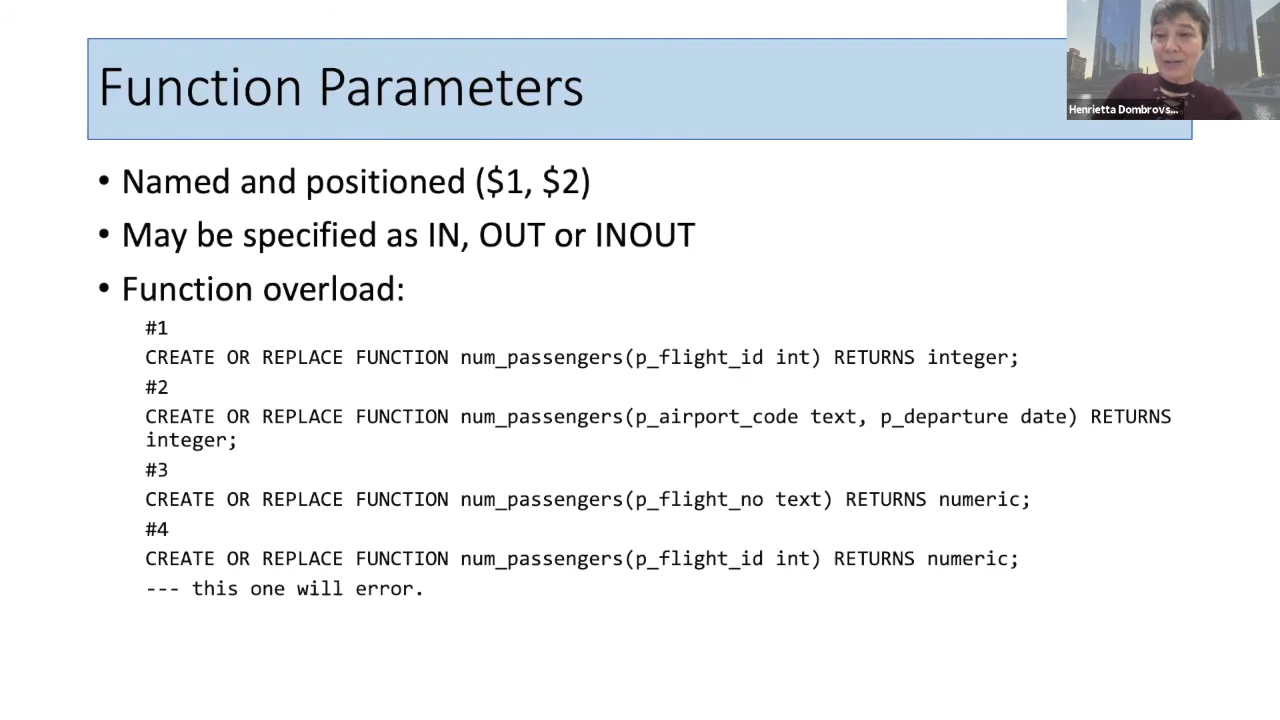 Function Parameters
Henrietta Dombrovs...
• Named and positioned ($1, $2)
• May be specified as IN, OUT or INOUT
• Function overload:
#1
CREATE OR REPLACE FUNCTION num_passengers(p_flight_id int) RETURNS integer;
#2
CREATE OR REPLACE FUNCTION num_passengers(p_airport_code text, p_departure date) RETURNS
integer;
#3
CREATE OR REPLACE FUNCTION num_passengers(p_flight_no text) RETURNS numeric;
#4
CREATE OR REPLACE FUNCTION num_passengers(p_flight_id int) RETURNS numeric;
--- this one will error.